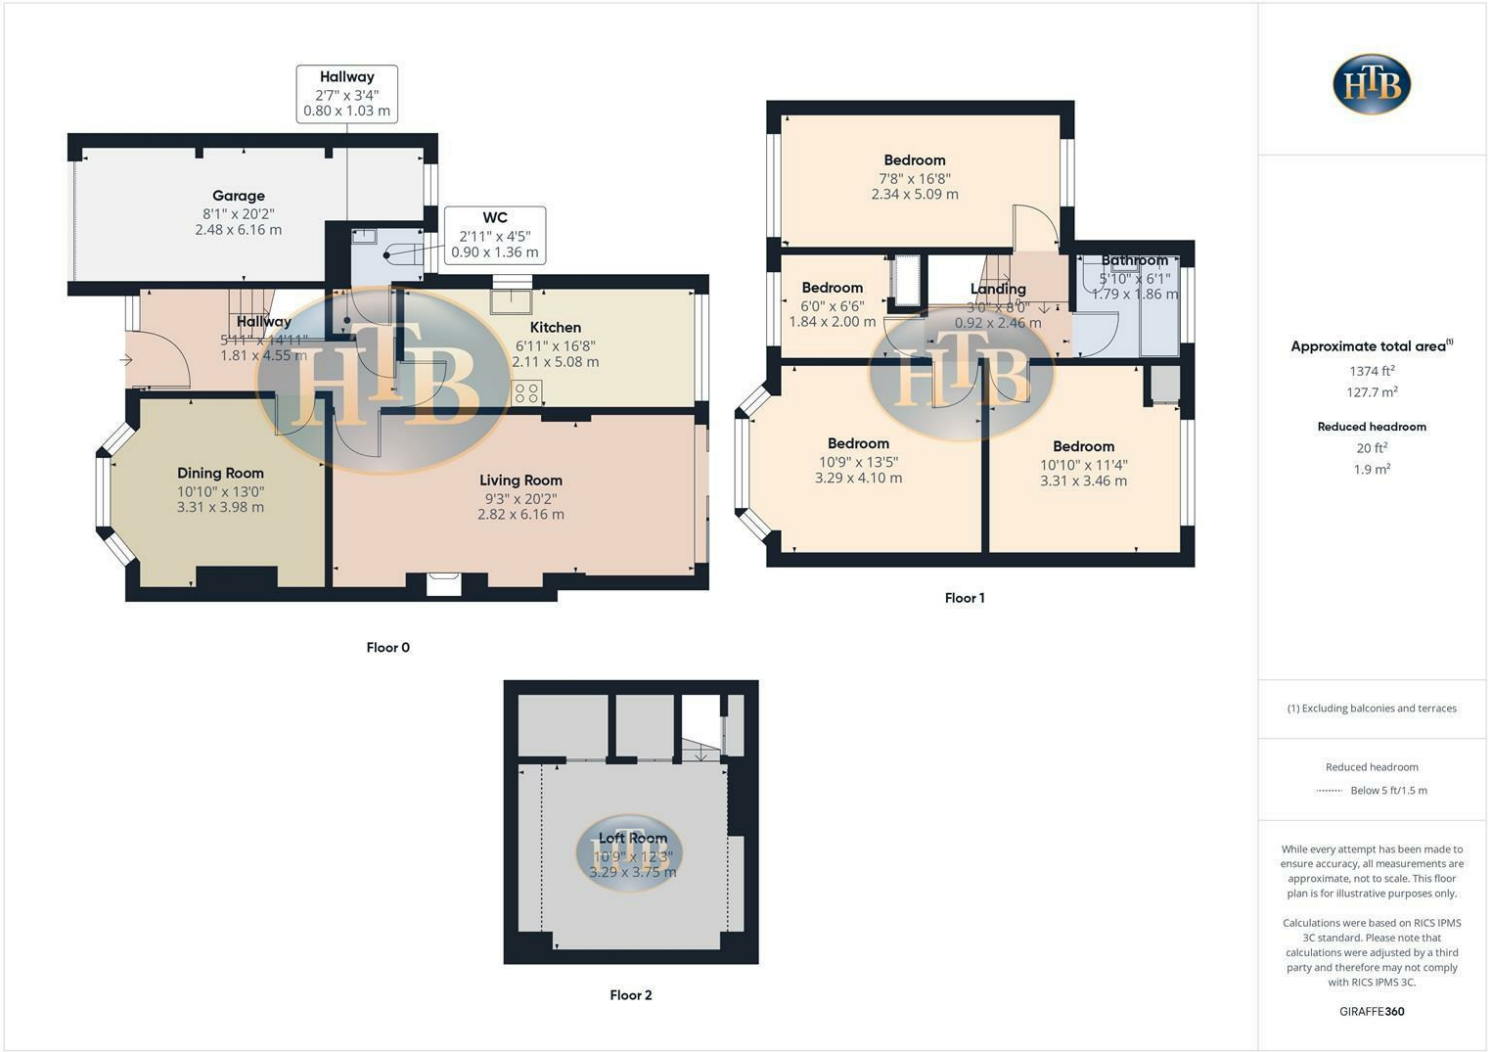 Hallway
2'7" x 3'4"
0.80 x 1.03 m
Garage
8'1" x 20'2"
2.48 x 6.16 m
WC
2'11" x 4'5"
0.90 x 1.36 m
Hallway
5'11" x 14'11"
1.81 x 4.55 m
Kitchen
6'11" x 16'8"
2.11 x 5.08 m
HTB
Dining Room
10'10" x 13'0"
3.31 x 3.98 m
Living Room
9'3" x 20'2"
2.82 x 6.16 m
Floor 0
Bedroom
7'8" x 16'8"
2.34 x 5.09 m
Bedroom
6'0" x 6'6"
1.84 x 2.00 m
Landing
3'0" x 8'0"
0.92 x 2.46 m
Bathroom
5'10" x 6'1"
1.79 x 1.86 m
HTB
Bedroom
10'9" x 13'5"
3.29 x 4.10 m
Bedroom
10'10" x 11'4"
3.31 x 3.46 m
Floor 1
Loft Room
10'9" x 12'3"
3.29 x 3.75 m
HTB
Floor 2
HTB
Approximate total area(1)
1374 ft²
127.7 m²
Reduced headroom
20 ft²
1.9 m²
(1) Excluding balconies and terraces
Reduced headroom
Below 5 ft/1.5 m
While every attempt has been made to
ensure accuracy, all measurements are
approximate, not to scale. This floor
plan is for illustrative purposes only.
Calculations were based on RICS IPMS
3C standard. Please note that
calculations were adjusted by a third
party and therefore may not comply
with RICS IPMS 3C.
GIRAFFE360